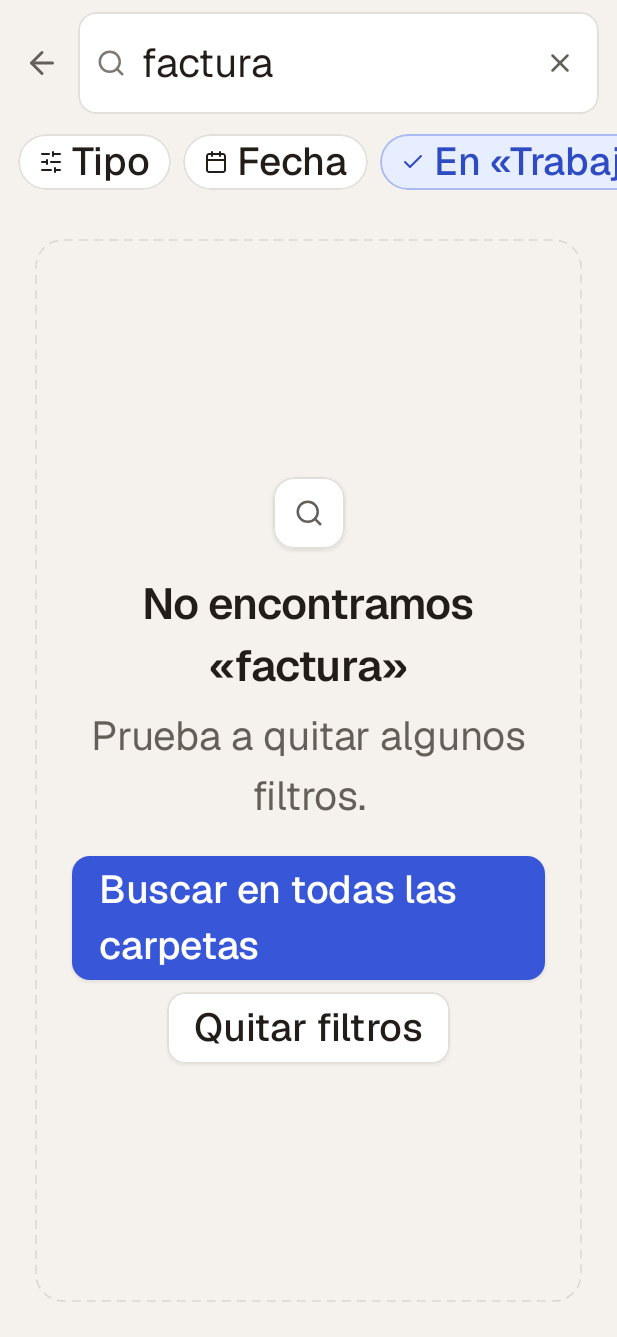 factura
Tipo
Fecha
En «Trabaj
No encontramos
«factura»
Prueba a quitar algunos
filtros.
Buscar en todas las
carpetas
Quitar filtros